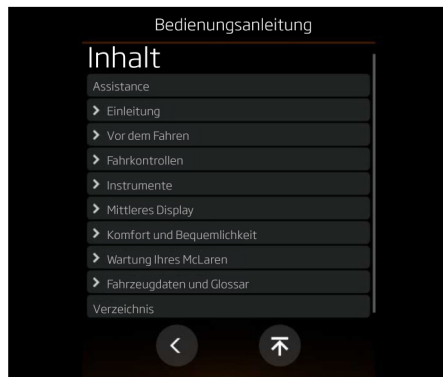 Bedienungsanleitung
Inhalt
Assistance
Einleitung
Vor dem Fahren
Fahrkontrollen
Instrumente
Mittleres Display
Komfort und Bequemlichkeit
Wartung Ihres McLaren
Fahrzeugdaten und Glossar
Verzeichnis